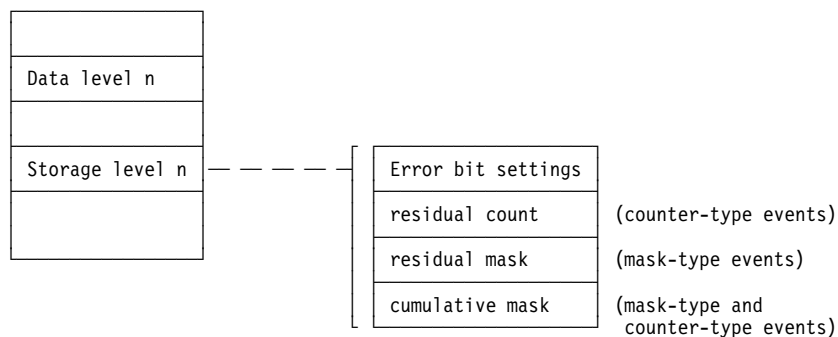 Data level n
Storage level n
Error bit settings
residual count (counter-type events)
residual mask (mask-type events)
cumulative mask (mask-type and
counter-type events)